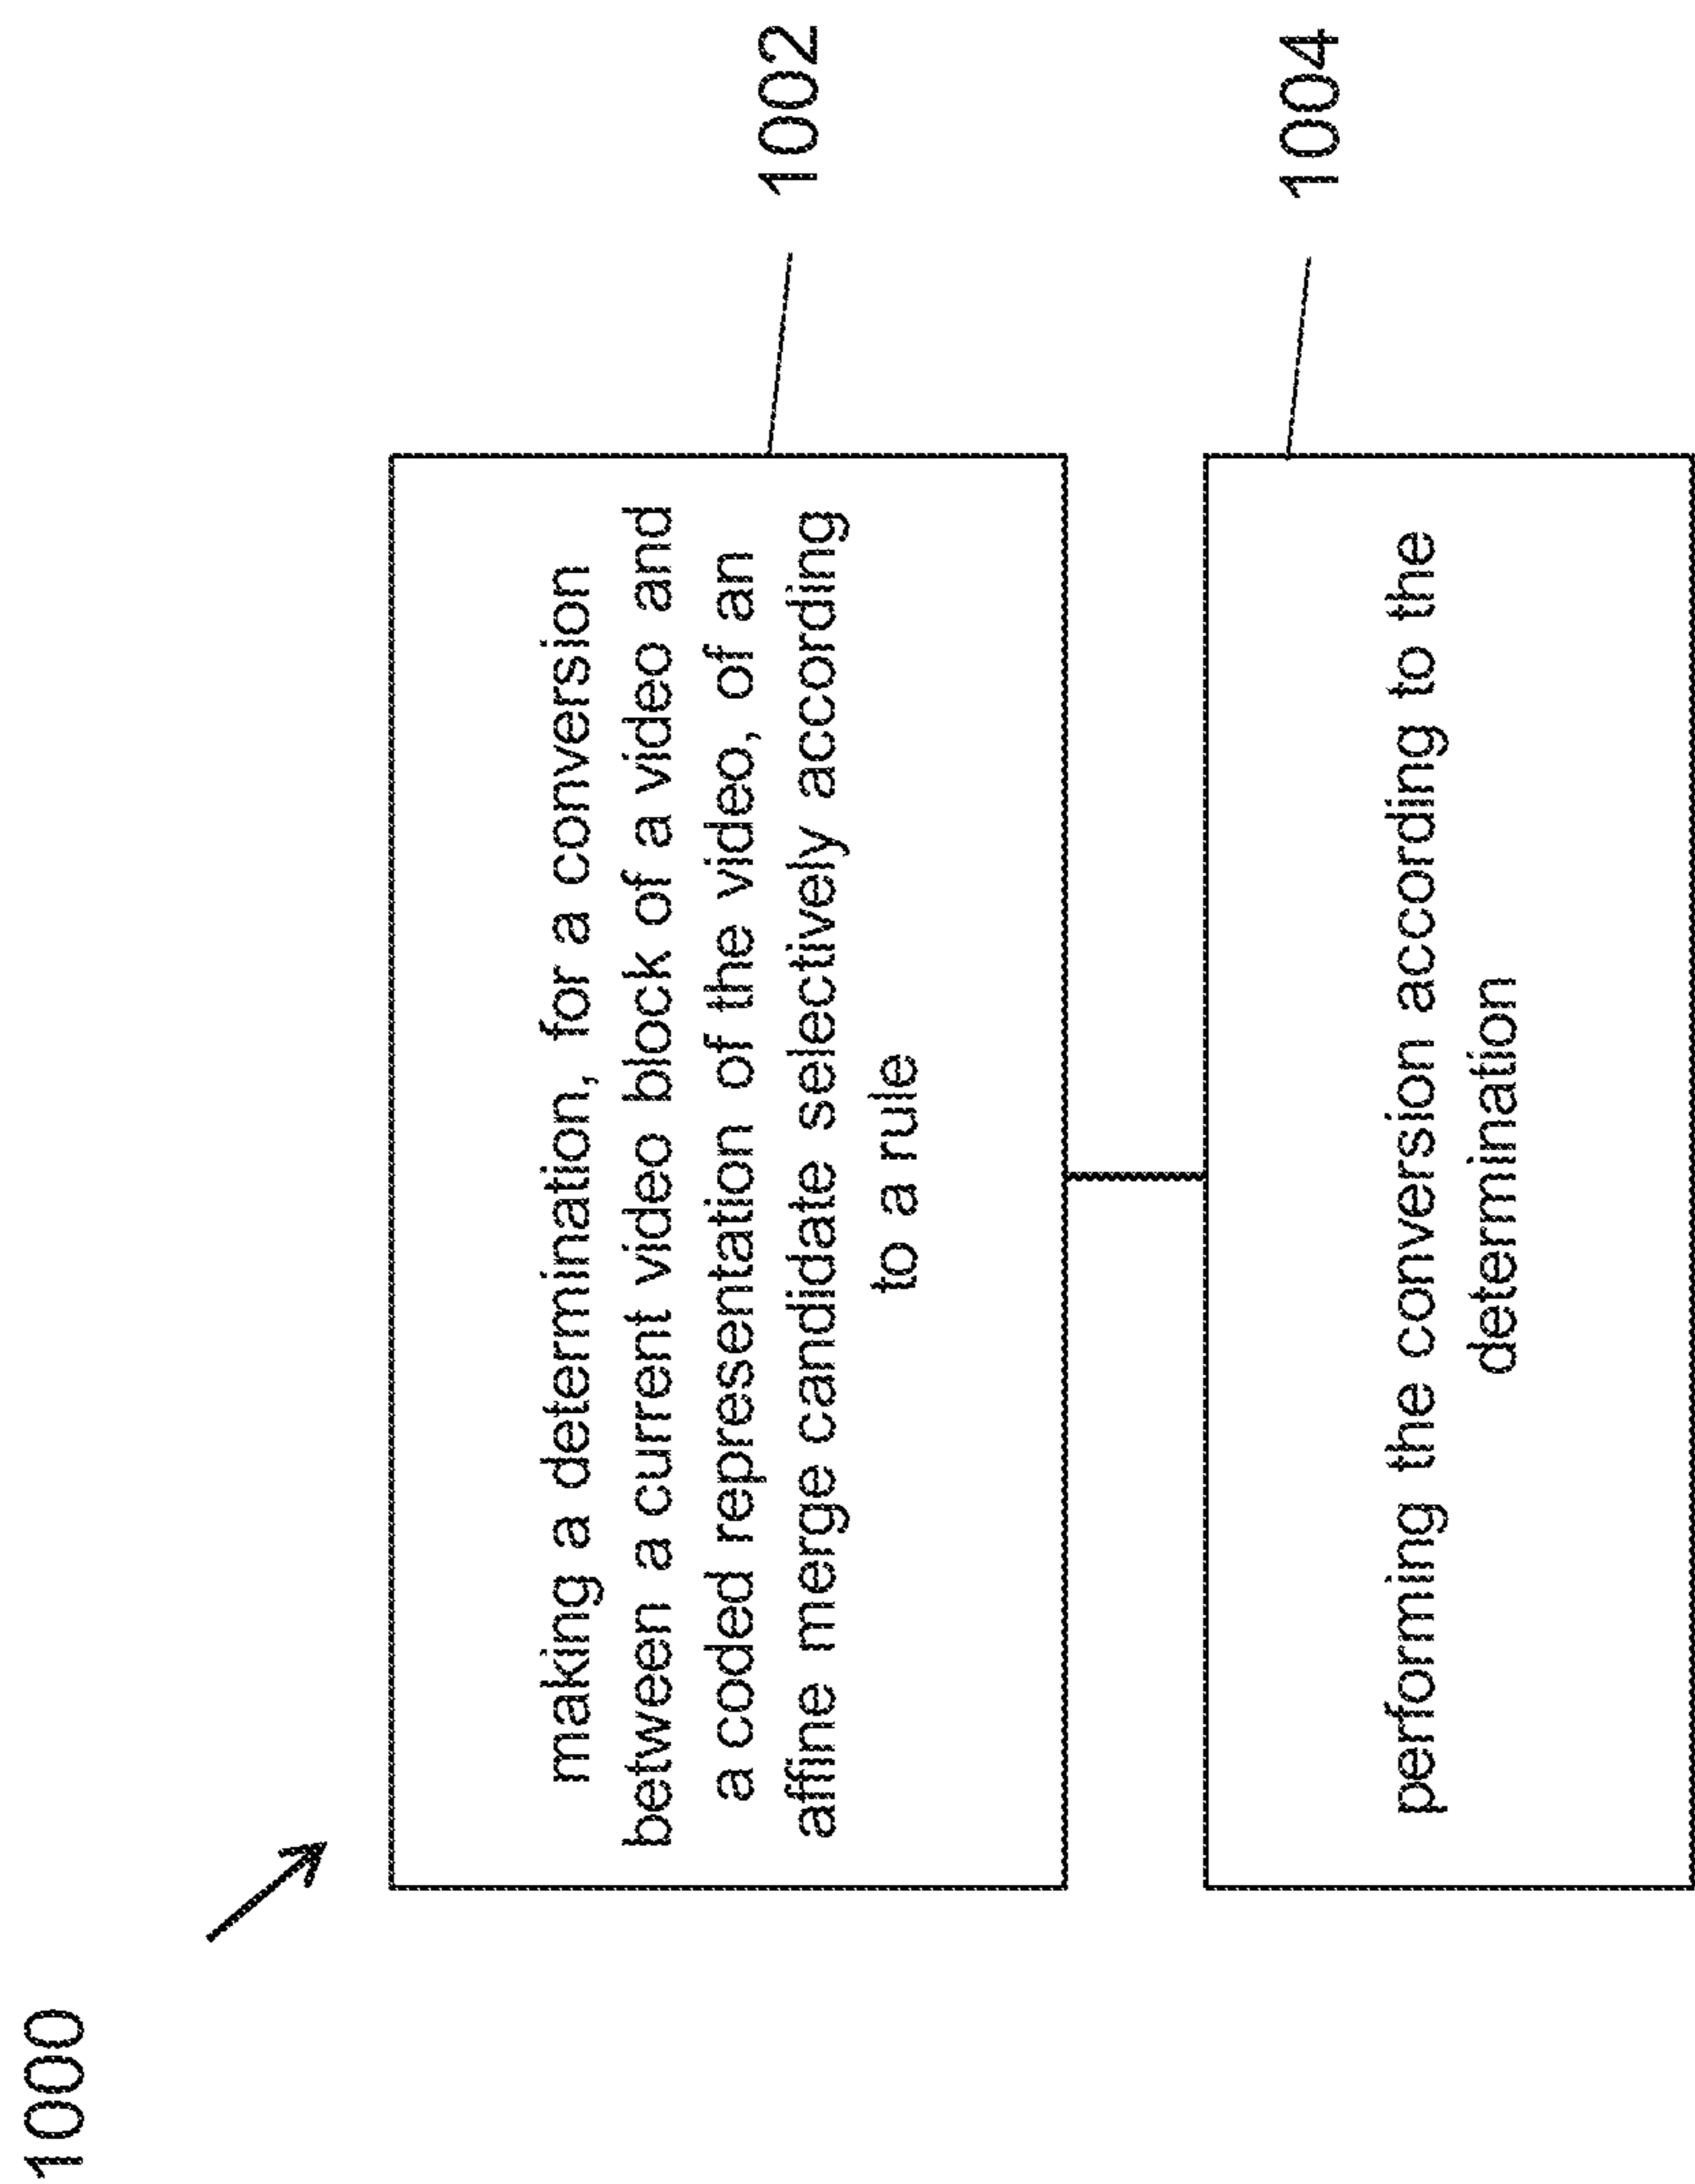 1000
making a determination, for a conversion
between a current video block of a video and
a coded representation of the video, of an
affine merge candidate selectively according
to a rule
1002
performing the conversion according to the
determination
1004